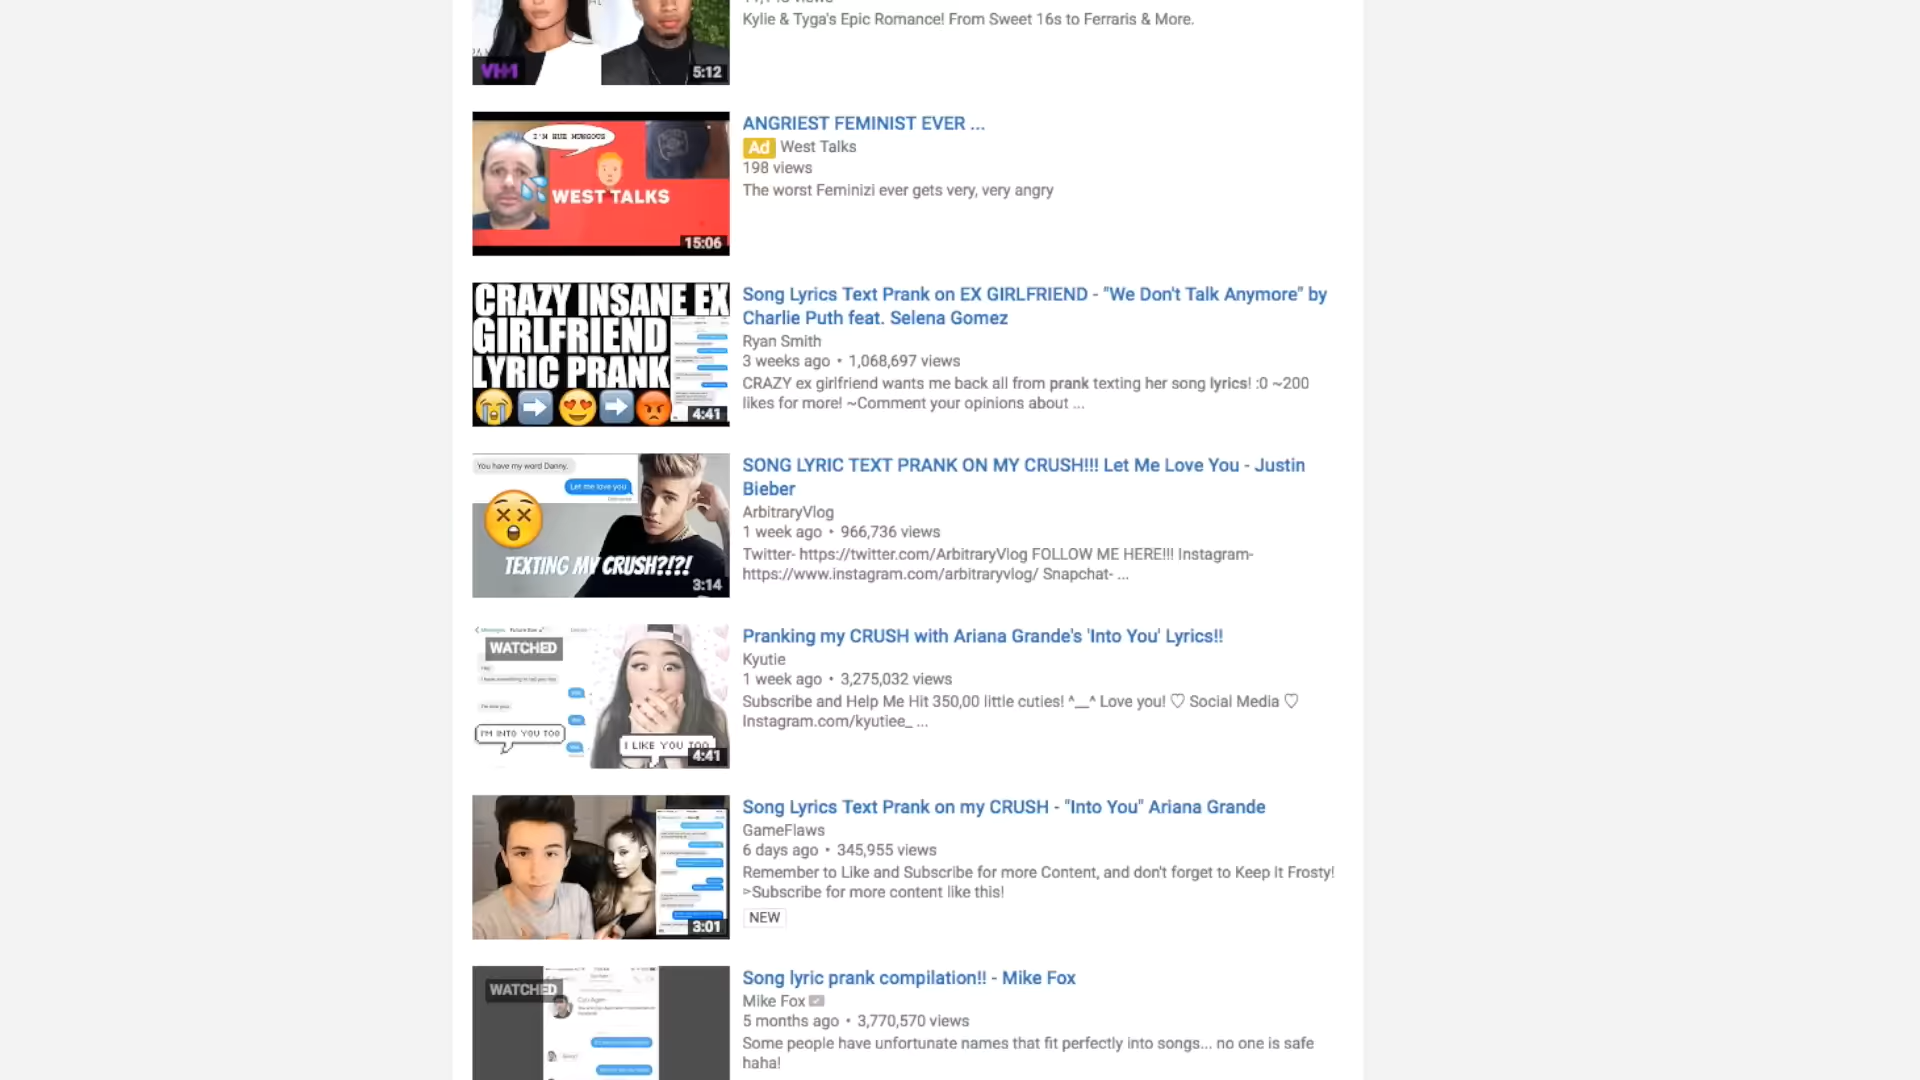 Kylie & Tyga's Epic Romance! From Sweet 16s to Ferraris & More.
VH1
5:12
I'M HUE MUNGOUS
WEST TALKS
15:06
ANGRIEST FEMINIST EVER ...
Ad West Talks
198 views
The worst Feminizi ever gets very, very angry
CRAZY INSANE EX
GIRLFRIEND
LYRIC PRANK
4:41
Song Lyrics Text Prank on EX GIRLFRIEND - "We Don't Talk Anymore" by
Charlie Puth feat. Selena Gomez
Ryan Smith
3 weeks ago • 1,068,697 views
CRAZY ex girlfriend wants me back all from prank texting her song lyrics! :0 ~200
likes for more! ~Comment your opinions about ...
You have my word Danny.
Let me love you
TEXTING MY CRUSH?!?!
3:14
SONG LYRIC TEXT PRANK ON MY CRUSH!!! Let Me Love You - Justin
Bieber
ArbitraryVlog
1 week ago • 966,736 views
Twitter- https://twitter.com/ArbitraryVlog FOLLOW ME HERE!!! Instagram-
https://www.instagram.com/arbitraryvlog/ Snapchat- ...
WATCHED
I'M INTO YOU TOO
I LIKE YOU TOO
4:41
Pranking my CRUSH with Ariana Grande's 'Into You' Lyrics!!
Kyutie
1 week ago • 3,275,032 views
Subscribe and Help Me Hit 350,00 little cuties! ^__^ Love you! ♡ Social Media ♡
Instagram.com/kyutiee_ ...
3:01
Song Lyrics Text Prank on my CRUSH - "Into You" Ariana Grande
GameFlaws
6 days ago • 345,955 views
Remember to Like and Subscribe for more Content, and don't forget to Keep It Frosty!
⊳Subscribe for more content like this!
NEW
WATCHED
Song lyric prank compilation!! - Mike Fox
Mike Fox
5 months ago • 3,770,570 views
Some people have unfortunate names that fit perfectly into songs... no one is safe
haha!